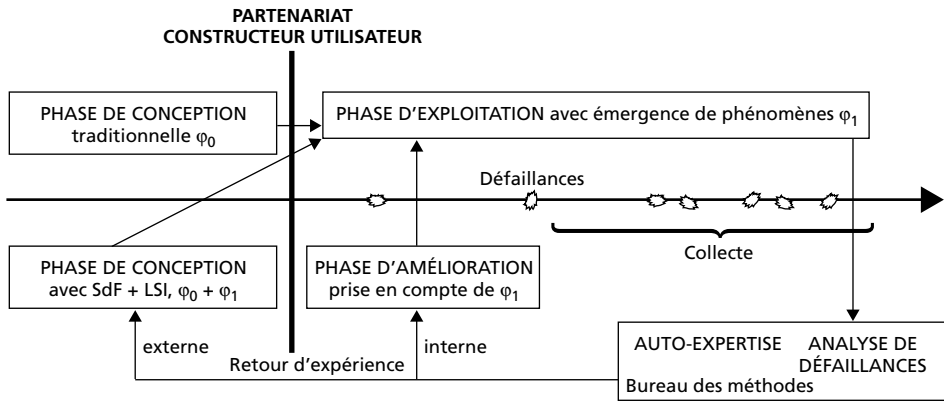 PARTENARIAT
CONSTRUCTEUR UTILISATEUR
PHASE DE CONCEPTION
traditionnelle φ0
PHASE D'EXPLOITATION avec émergence de phénomènes φ1
Défaillances
Collecte
PHASE DE CONCEPTION
avec SdF + LSI, φ0 + φ1
PHASE D'AMÉLIORATION
prise en compte de φ1
externe
Retour d'expérience
interne
AUTO-EXPERTISE
ANALYSE DE
DÉFAILLANCES
Bureau des méthodes